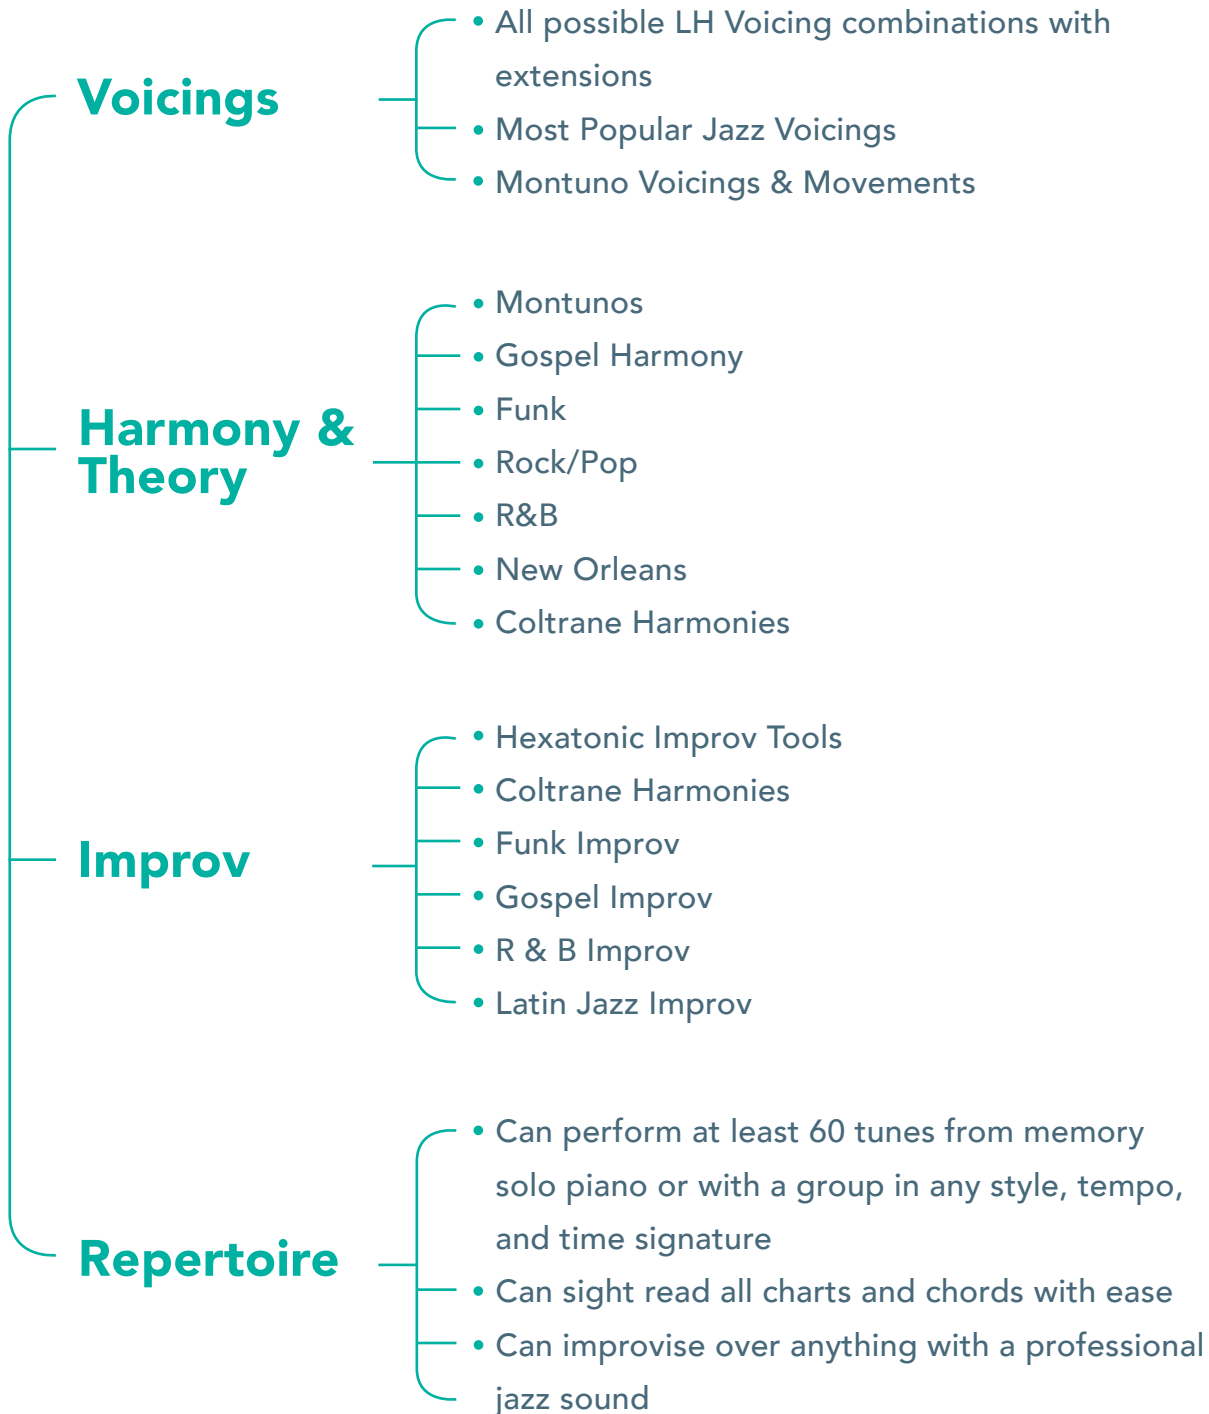 Voicings
• All possible LH Voicing combinations with
extensions
• Most Popular Jazz Voicings
• Montuno Voicings & Movements
Harmony &
Theory
• Montunos
• Gospel Harmony
• Funk
• Rock/Pop
• R&B
• New Orleans
• Coltrane Harmonies
Improv
• Hexatonic Improv Tools
• Coltrane Harmonies
• Funk Improv
• Gospel Improv
• R & B Improv
• Latin Jazz Improv
Repertoire
• Can perform at least 60 tunes from memory
solo piano or with a group in any style, tempo,
and time signature
• Can sight read all charts and chords with ease
• Can improvise over anything with a professional
jazz sound